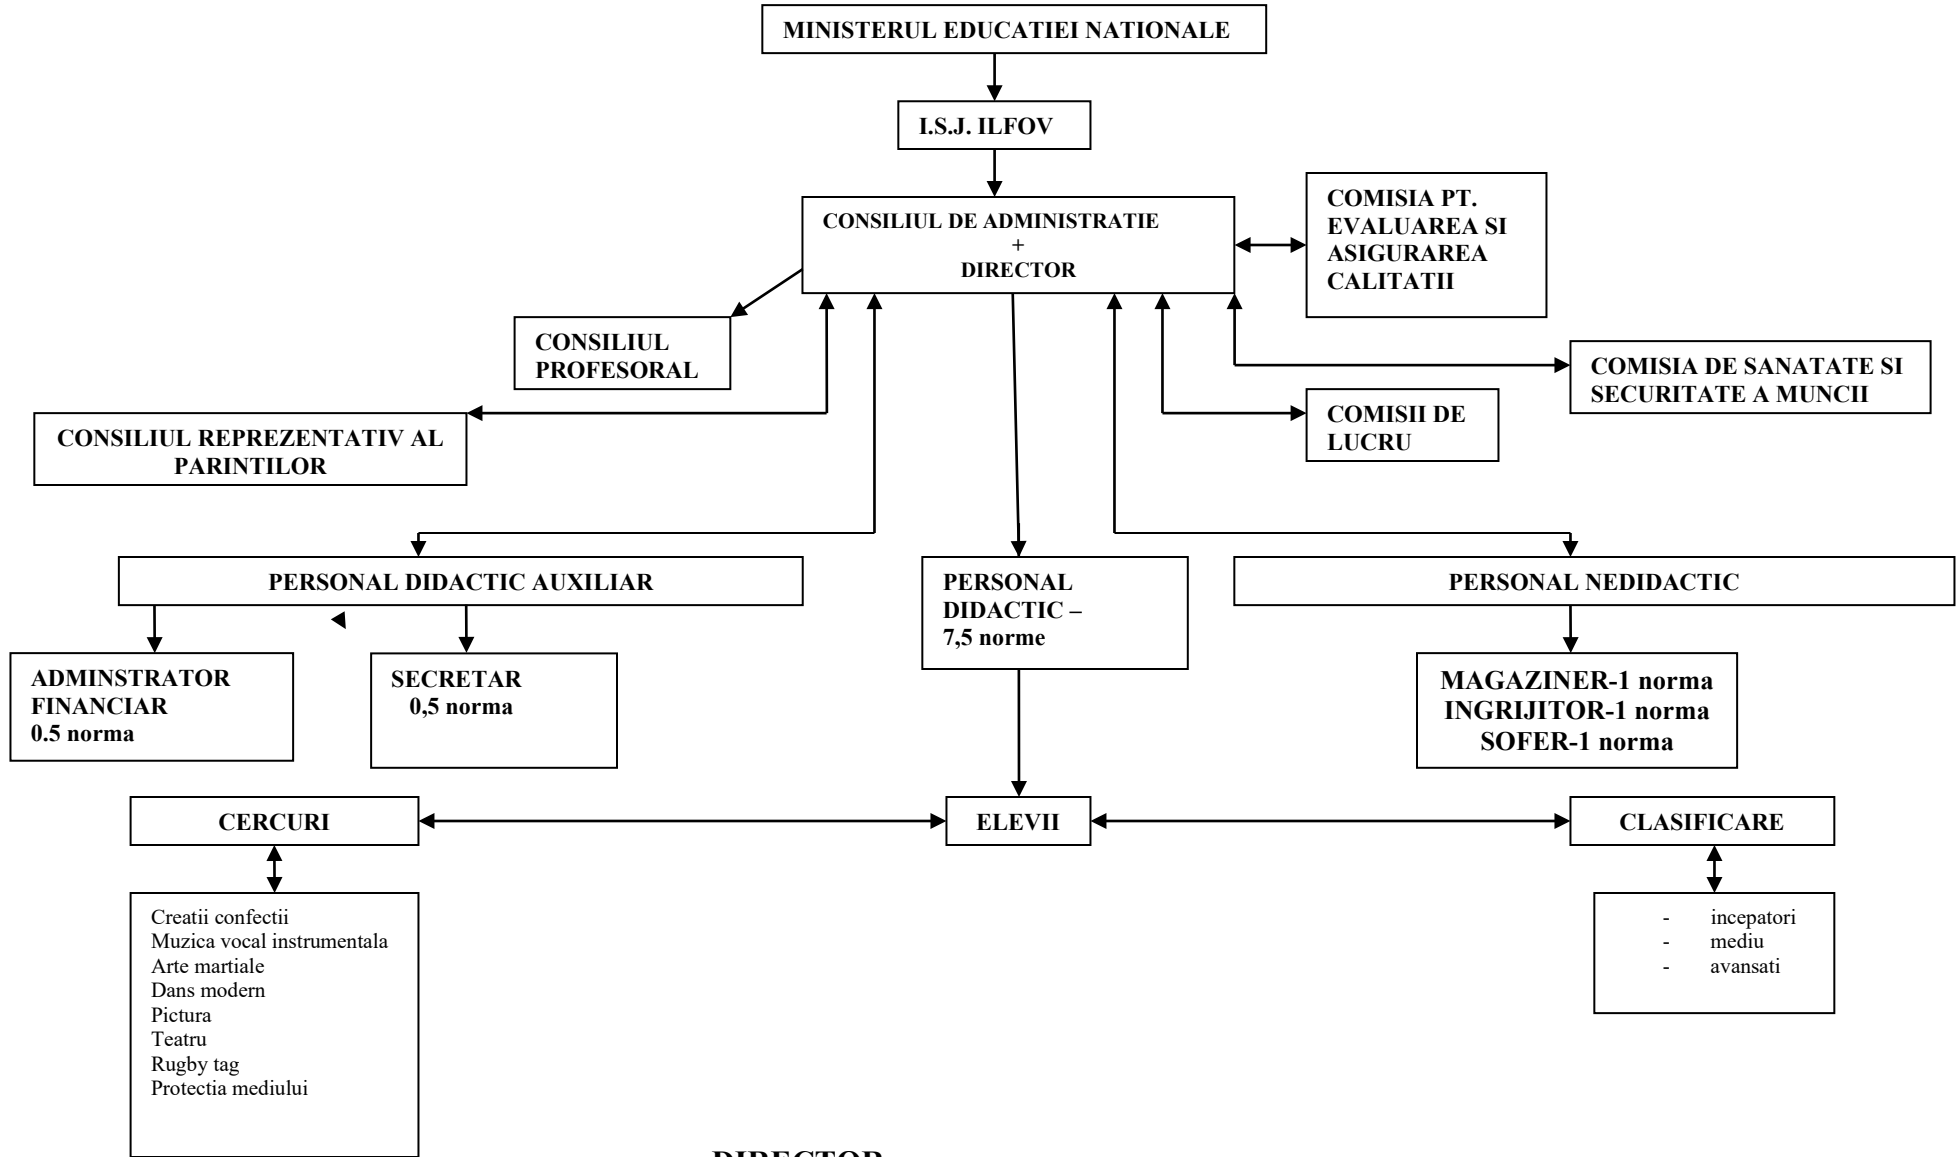 MINISTERUL EDUCATIEI NATIONALE
I.S.J. ILFOV
CONSILIUL DE ADMINISTRATIE
+
DIRECTOR
COMISIA PT.
EVALUAREA SI
ASIGURAREA
CALITATII
CONSILIUL
PROFESORAL
COMISIA DE SANATATE SI
SECURITATE A MUNCII
CONSILIUL REPREZENTATIV AL
PARINTILOR
COMISII DE
LUCRU
PERSONAL DIDACTIC AUXILIAR
PERSONAL
DIDACTIC –
7,5 norme
PERSONAL NEDIDACTIC
ADMINSTRATOR
FINANCIAR
0.5 norma
SECRETAR
0,5 norma
MAGAZINER-1 norma
INGRIJITOR-1 norma
SOFER-1 norma
CERCURI
ELEVII
CLASIFICARE
Creatii confectii
Muzica vocal instrumentala
Arte martiale
Dans modern
Pictura
Teatru
Rugby tag
Protectia mediului
- incepatori
- mediu
- avansati
DIRECTOR